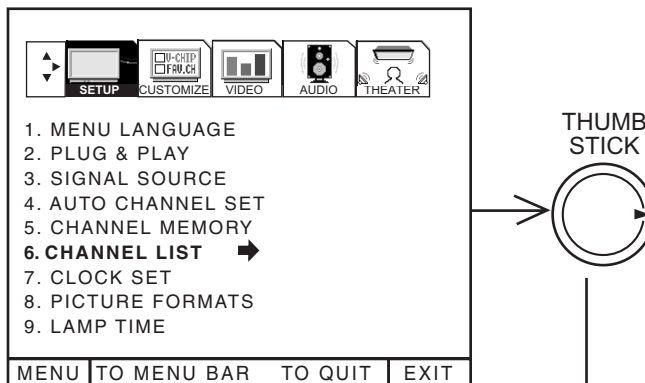 V-CHIP
FAV.CH
SETUP CUSTOMIZE VIDEO AUDIO THEATER
1. MENU LANGUAGE
2. PLUG & PLAY
3. SIGNAL SOURCE
4. AUTO CHANNEL SET
5. CHANNEL MEMORY
6. CHANNEL LIST
7. CLOCK SET
8. PICTURE FORMATS
9. LAMP TIME
MENU TO MENU BAR TO QUIT EXIT
THUMB
STICK